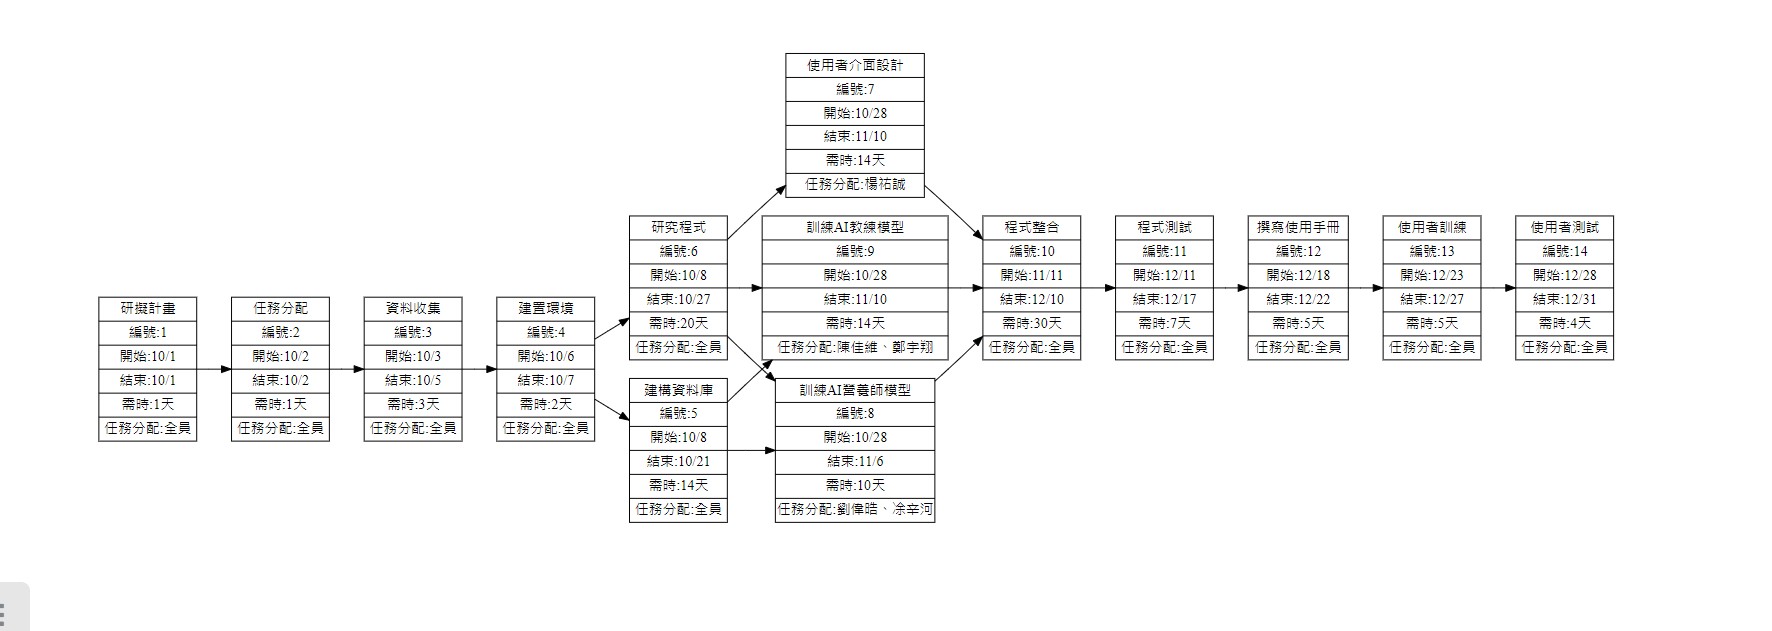 研擬計畫
編號:1
開始:10/1
結束:10/1
需時:1天
任務分配:全員
任務分配
編號:2
開始:10/2
結束:10/2
需時:1天
任務分配:全員
資料收集
編號:3
開始:10/3
結束:10/5
需時:3天
任務分配:全員
建置環境
編號:4
開始:10/6
結束:10/7
需時:2天
任務分配:全員
研究程式
編號:6
開始:10/8
結束:10/27
需時:20天
任務分配:全員
建構資料庫
編號:5
開始:10/8
結束:10/21
需時:14天
任務分配:全員
使用者介面設計
編號:7
開始:10/28
結束:11/10
需時:14天
任務分配:楊祐誠
訓練AI教練模型
編號:9
開始:10/28
結束:11/10
需時:14天
任務分配:陳佳維、鄭宇翔
訓練AI營養師模型
編號:8
開始:10/28
結束:11/6
需時:10天
任務分配:劉偉晧、凃辛河
程式整合
編號:10
開始:11/11
結束:12/10
需時:30天
任務分配:全員
程式測試
編號:11
開始:12/11
結束:12/17
需時:7天
任務分配:全員
撰寫使用手冊
編號:12
開始:12/18
結束:12/22
需時:5天
任務分配:全員
使用者訓練
編號:13
開始:12/23
結束:12/27
需時:5天
任務分配:全員
使用者測試
編號:14
開始:12/28
結束:12/31
需時:4天
任務分配:全員